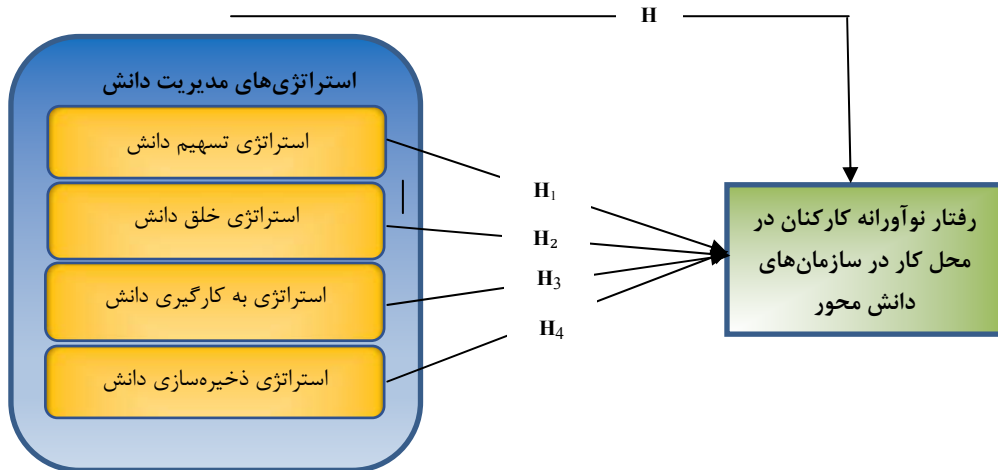 H
استراتژی‌های مدیریت دانش
استراتژی تسهیم دانش
استراتژی خلق دانش
استراتژی به کارگیری دانش
استراتژی ذخیره‌سازی دانش
H₁
H₂
H₃
H₄
رفتار نوآورانه کارکنان در
محل کار در سازمان‌های
دانش محور